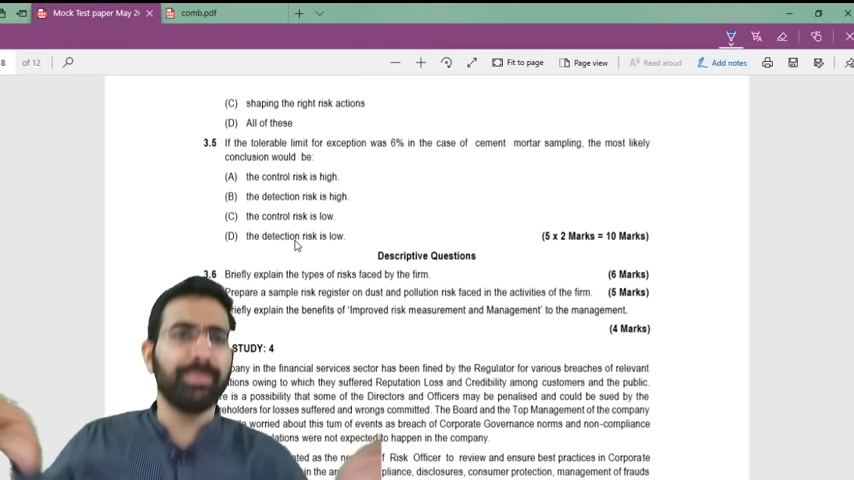 Mock Test paper May 2
comb.pdf
8 of 12
Fit to page
Page view
Read aloud
Add notes
(C) shaping the right risk actions
(D) All of these
3.5 If the tolerable limit for exception was 6% in the case of cement mortar sampling, the most likely
conclusion would be:
(A) the control risk is high.
(B) the detection risk is high.
(C) the control risk is low.
(D) the detection risk is low. (5 x 2 Marks = 10 Marks)
Descriptive Questions
3.6 Briefly explain the types of risks faced by the firm. (6 Marks)
Prepare a sample risk register on dust and pollution risk faced in the activities of the firm. (5 Marks)
riefly explain the benefits of 'Improved risk measurement and Management' to the management.
(4 Marks)
STUDY: 4
pany in the financial services sector has been fined by the Regulator for various breaches of relevant
tions owing to which they suffered Reputation Loss and Credibility among customers and the public.
re is a possibility that some of the Directors and Officers may be penalised and could be sued by the
reholders for losses suffered and wrongs committed. The Board and the Top Management of the company
worried about this turn of events as breach of Corporate Governance norms and non-compliance
lations were not expected to happen in the company.
ted as the ne f Risk Officer to review and ensure best practices in Corporate
in the ar pliance, disclosures, consumer protection, management of frauds